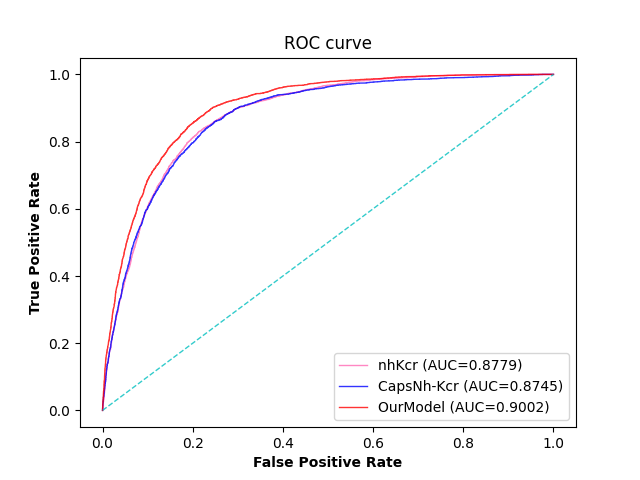 ROC curve
True Positive Rate
1.0
0.8
0.6
0.4
0.2
0.0
nhKcr (AUC=0.8779)
CapsNh-Kcr (AUC=0.8745)
OurModel (AUC=0.9002)
0.0 0.2 0.4 0.6 0.8 1.0
False Positive Rate